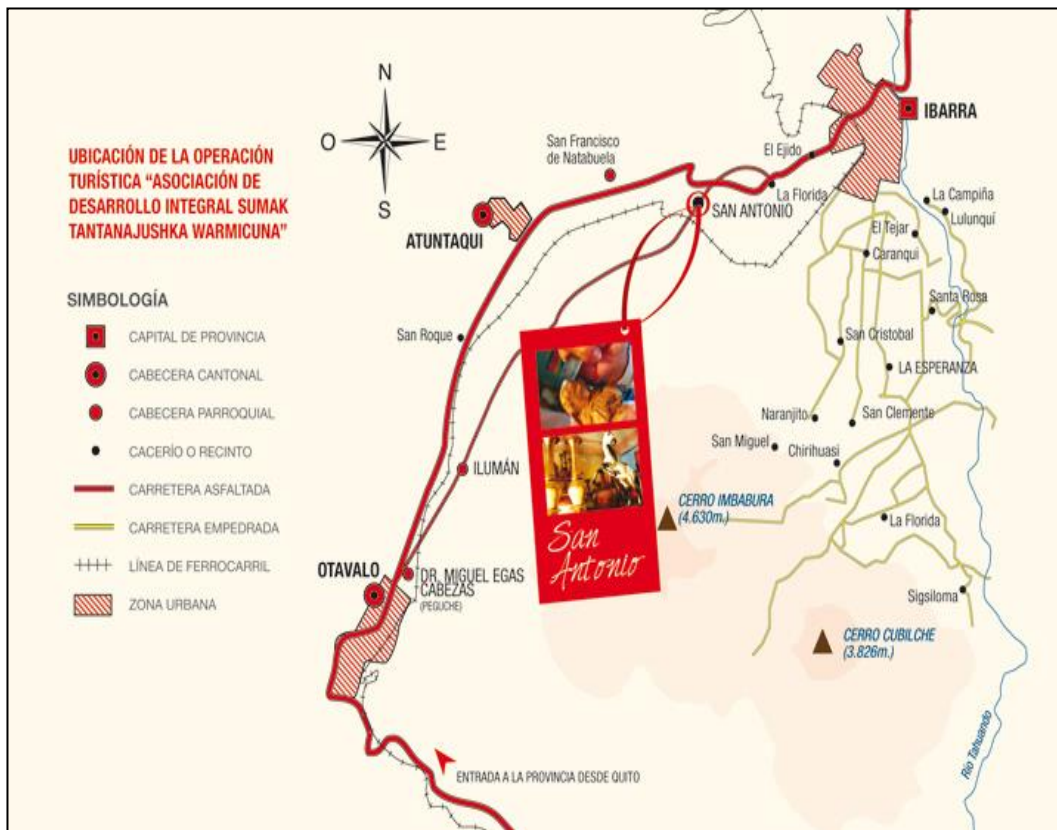 UBICACIÓN DE LA OPERACIÓN
TURÍSTICA “ASOCIACIÓN DE
DESARROLLO INTEGRAL SUMAK
TANTANAJUSHKA WARMICUNA”
SIMBOLOGÍA
CAPITAL DE PROVINCIA
CABECERA CANTONAL
CABECERA PARROQUIAL
CACERÍO O RECINTO
CARRETERA ASFALTADA
CARRETERA EMPEDRADA
LÍNEA DE FERROCARRIL
ZONA URBANA
N
O
E
S
IBARRA
San Francisco
de Natabuela
El Ejido
La Florida
SAN ANTONIO
ATUNTAQUI
La Campiña
Lulunquí
El Tejar
Caranqui
Santa Rosa
San Roque
San Cristobal
LA ESPERANZA
Naranjito
San Clemente
San Miguel
Chirihuasi
ILUMÁN
CERRO IMBABURA
(4.630m.)
La Florida
San
Antonio
OTAVALO
DR. MIGUEL EGAS
CABEZAS
(PEGUCHE)
Sigsiloma
CERRO CUBILCHE
(3.826m.)
Río Tahuando
ENTRADA A LA PROVINCIA DESDE QUITO